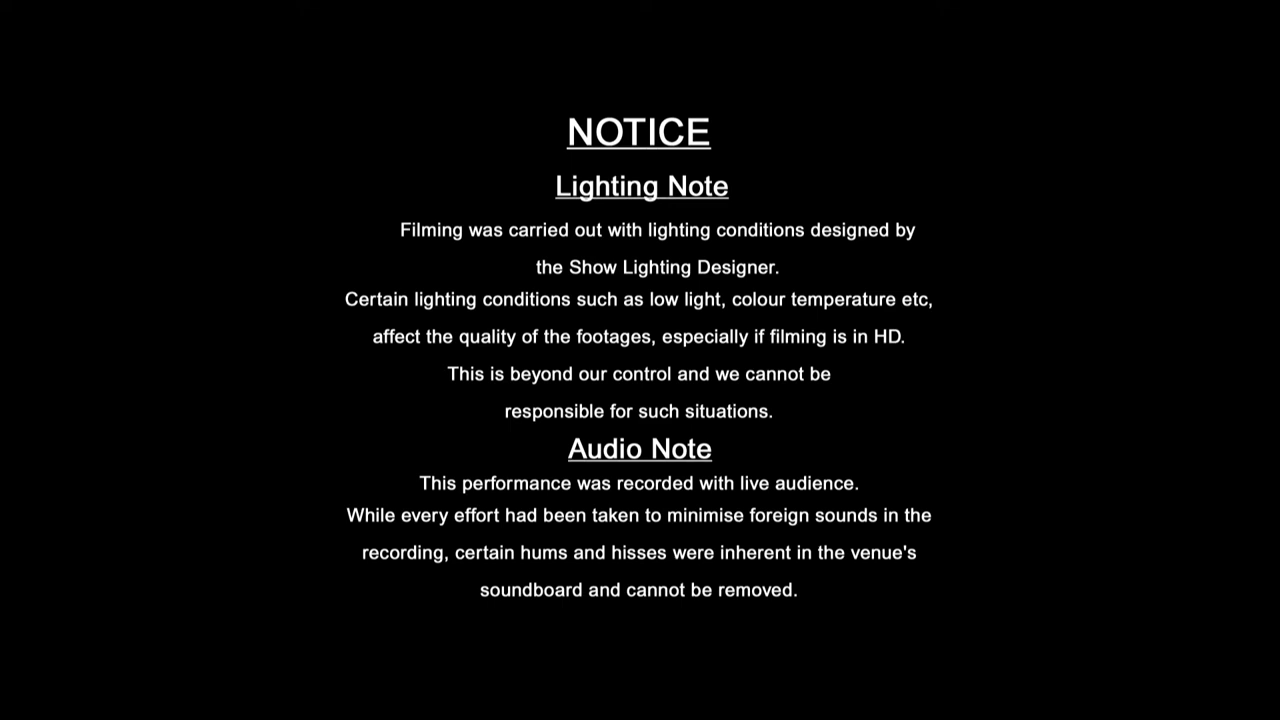 NOTICE
Lighting Note
Filming was carried out with lighting conditions designed by
the Show Lighting Designer.
Certain lighting conditions such as low light, colour temperature etc,
affect the quality of the footages, especially if filming is in HD.
This is beyond our control and we cannot be
responsible for such situations.
Audio Note
This performance was recorded with live audience.
While every effort had been taken to minimise foreign sounds in the
recording, certain hums and hisses were inherent in the venue's
soundboard and cannot be removed.